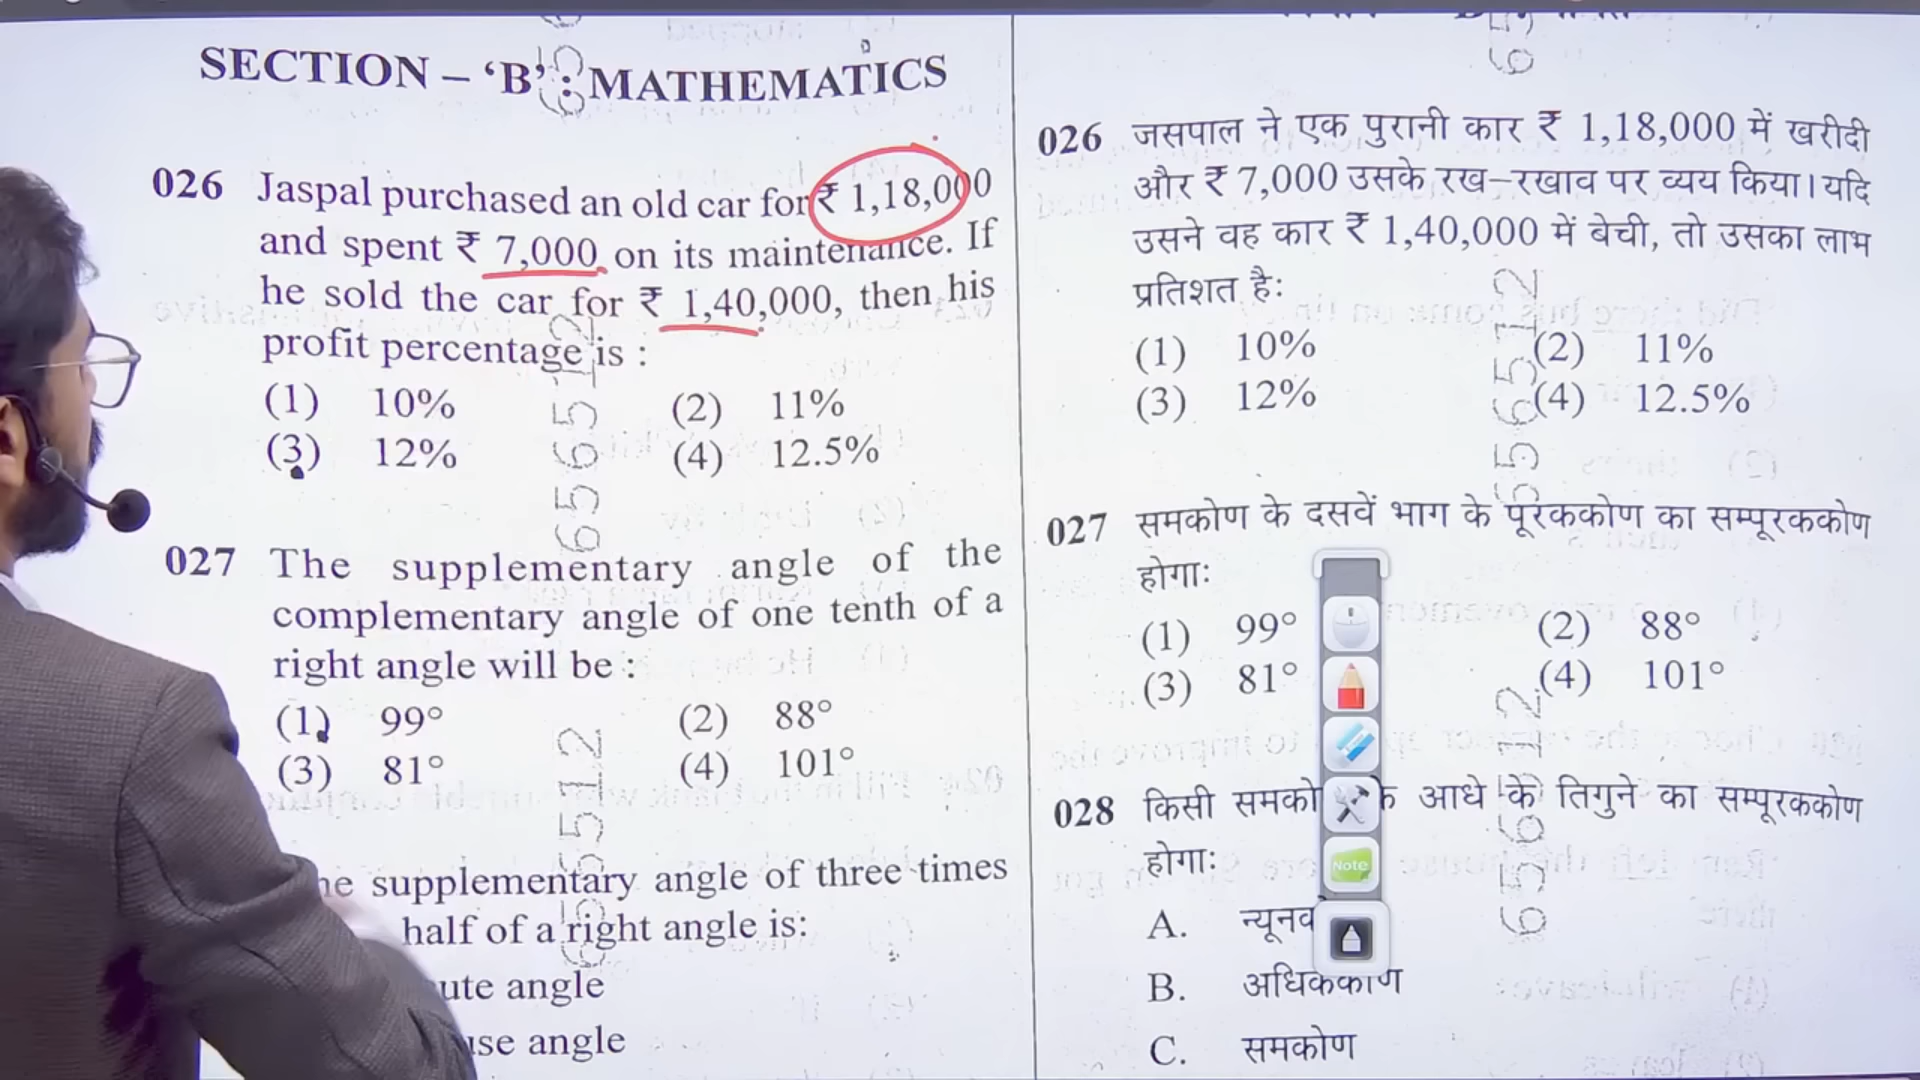 SECTION – ‘B’ : MATHEMATICS
026 Jaspal purchased an old car for ₹ 1,18,000
and spent ₹ 7,000 on its maintenance. If
he sold the car for ₹ 1,40,000, then his
profit percentage is :
(1) 10% (2) 11%
(3) 12% (4) 12.5%
027 The supplementary angle of the
complementary angle of one tenth of a
right angle will be :
(1) 99° (2) 88°
(3) 81° (4) 101°
supplementary angle of three times
half of a right angle is:
angle
angle
026 जसपाल ने एक पुरानी कार ₹ 1,18,000 में खरीदी
और ₹ 7,000 उसके रख–रखाव पर व्यय किया। यदि
उसने वह कार ₹ 1,40,000 में बेची, तो उसका लाभ
प्रतिशत है:
(1) 10% (2) 11%
(3) 12% (4) 12.5%
027 समकोण के दसवें भाग के पूरककोण का सम्पूरककोण
होगा:
(1) 99° (2) 88°
(3) 81° (4) 101°
028 किसी आधे के तिगुने का सम्पूरककोण
होगा:
A.
B. अधिककोण
C. समकोण
Note
656512
656512
656512
656512